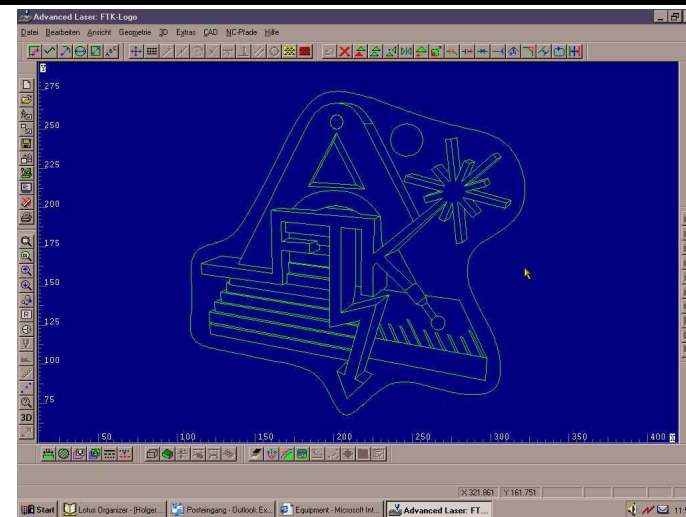 Advanced Laser: FTK-Logo
Datei Bearbeiten Ansicht Geometrie 3D Extras CAD NC-Pfade Hilfe
ABC
Y
275
250
225
200
175
150
125
100
75
R
3D
50 100 150 200 250 300 350 400 X
X 321.861 Y 161.751
Start Lotus Organizer - [Holger... Posteingang - Outlook Ex... Equipment - Microsoft Int... Advanced Laser: FT...